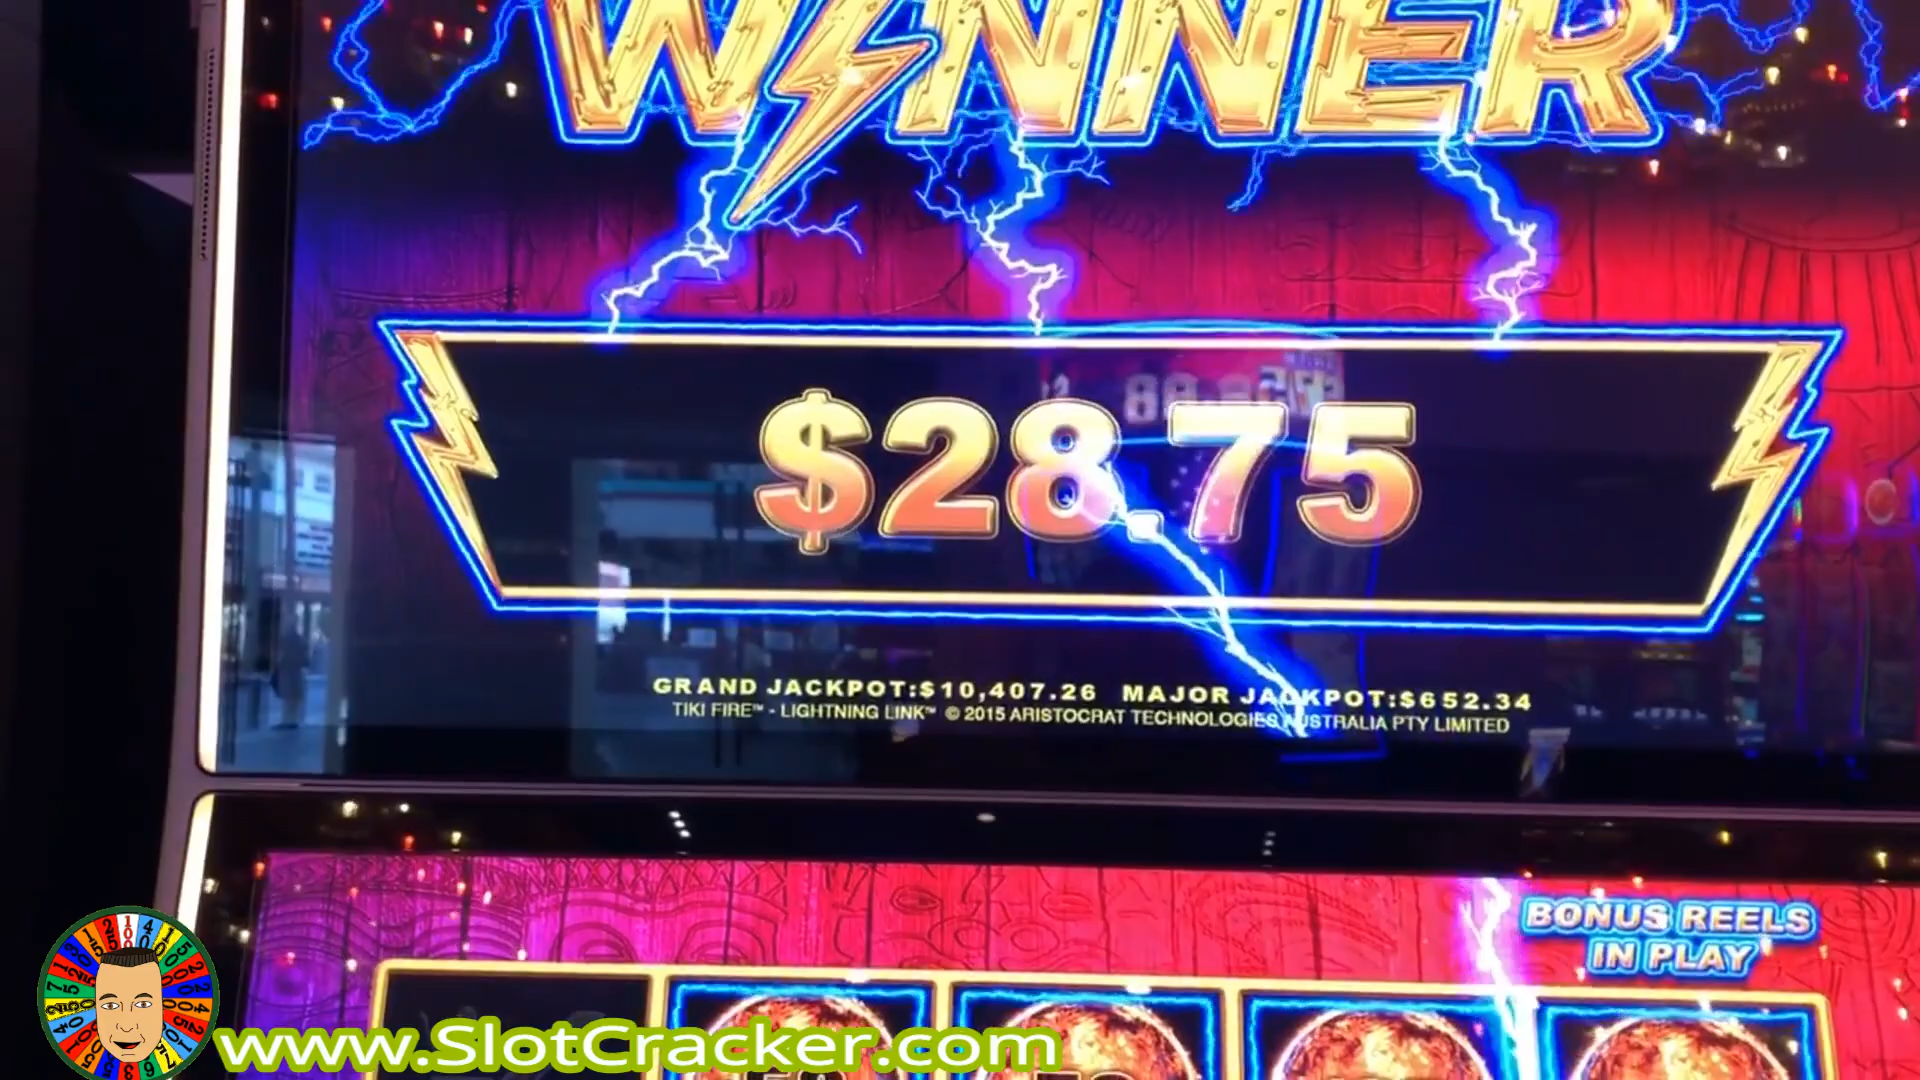 WINNER
$28.75
GRAND JACKPOT:$10,407.26 MAJOR JACKPOT:$652.34
TIKI FIRE™ - LIGHTNING LINK™ © 2015 ARISTOCRAT TECHNOLOGIES AUSTRALIA PTY LIMITED
BONUS REELS
IN PLAY
www.SlotCracker.com